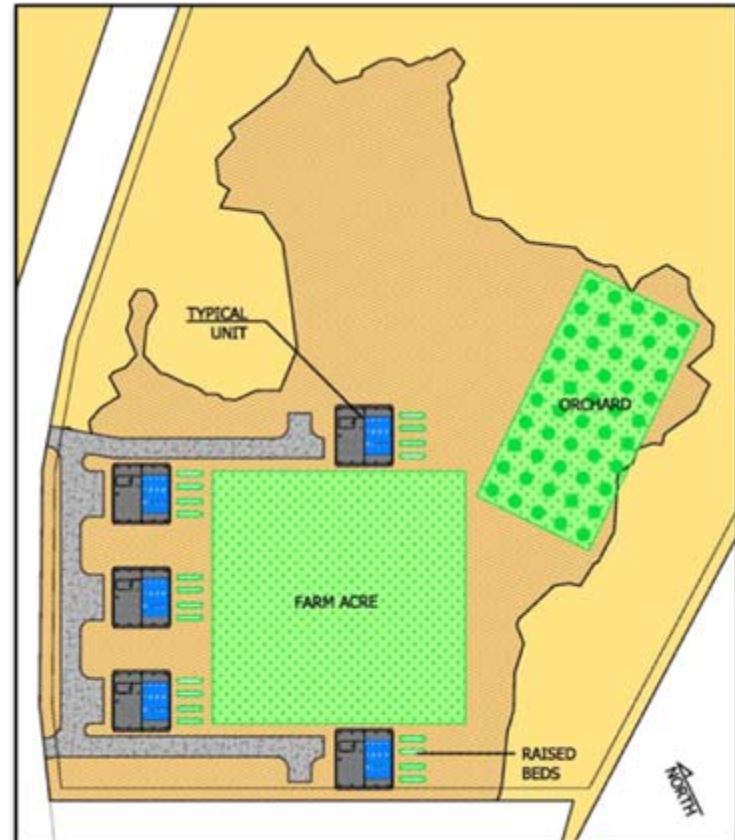 TYPICAL
UNIT
ORCHARD
FARM ACRE
RAISED
BEDS
NORTH